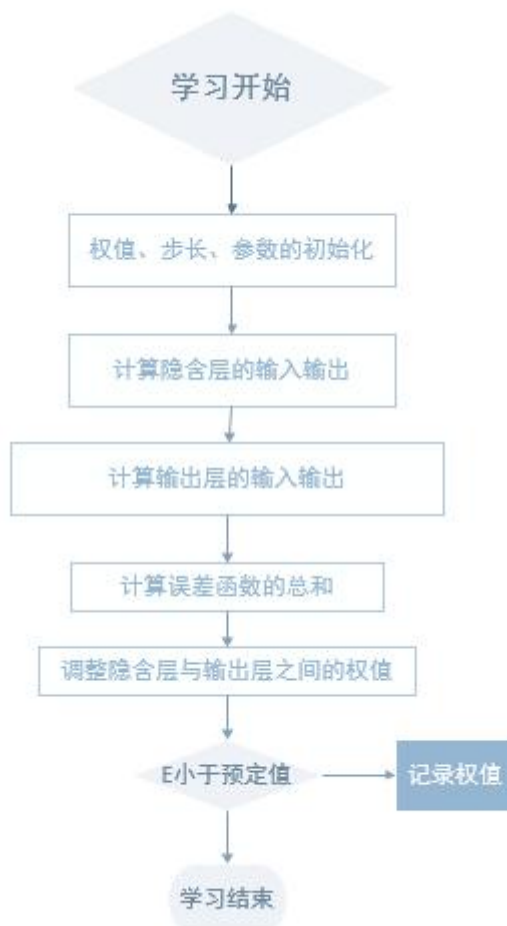 学习开始
权值、步长、参数的初始化
计算隐含层的输入输出
计算输出层的输入输出
计算误差函数的总和
调整隐含层与输出层之间的权值
E小于预定值
记录权值
学习结束